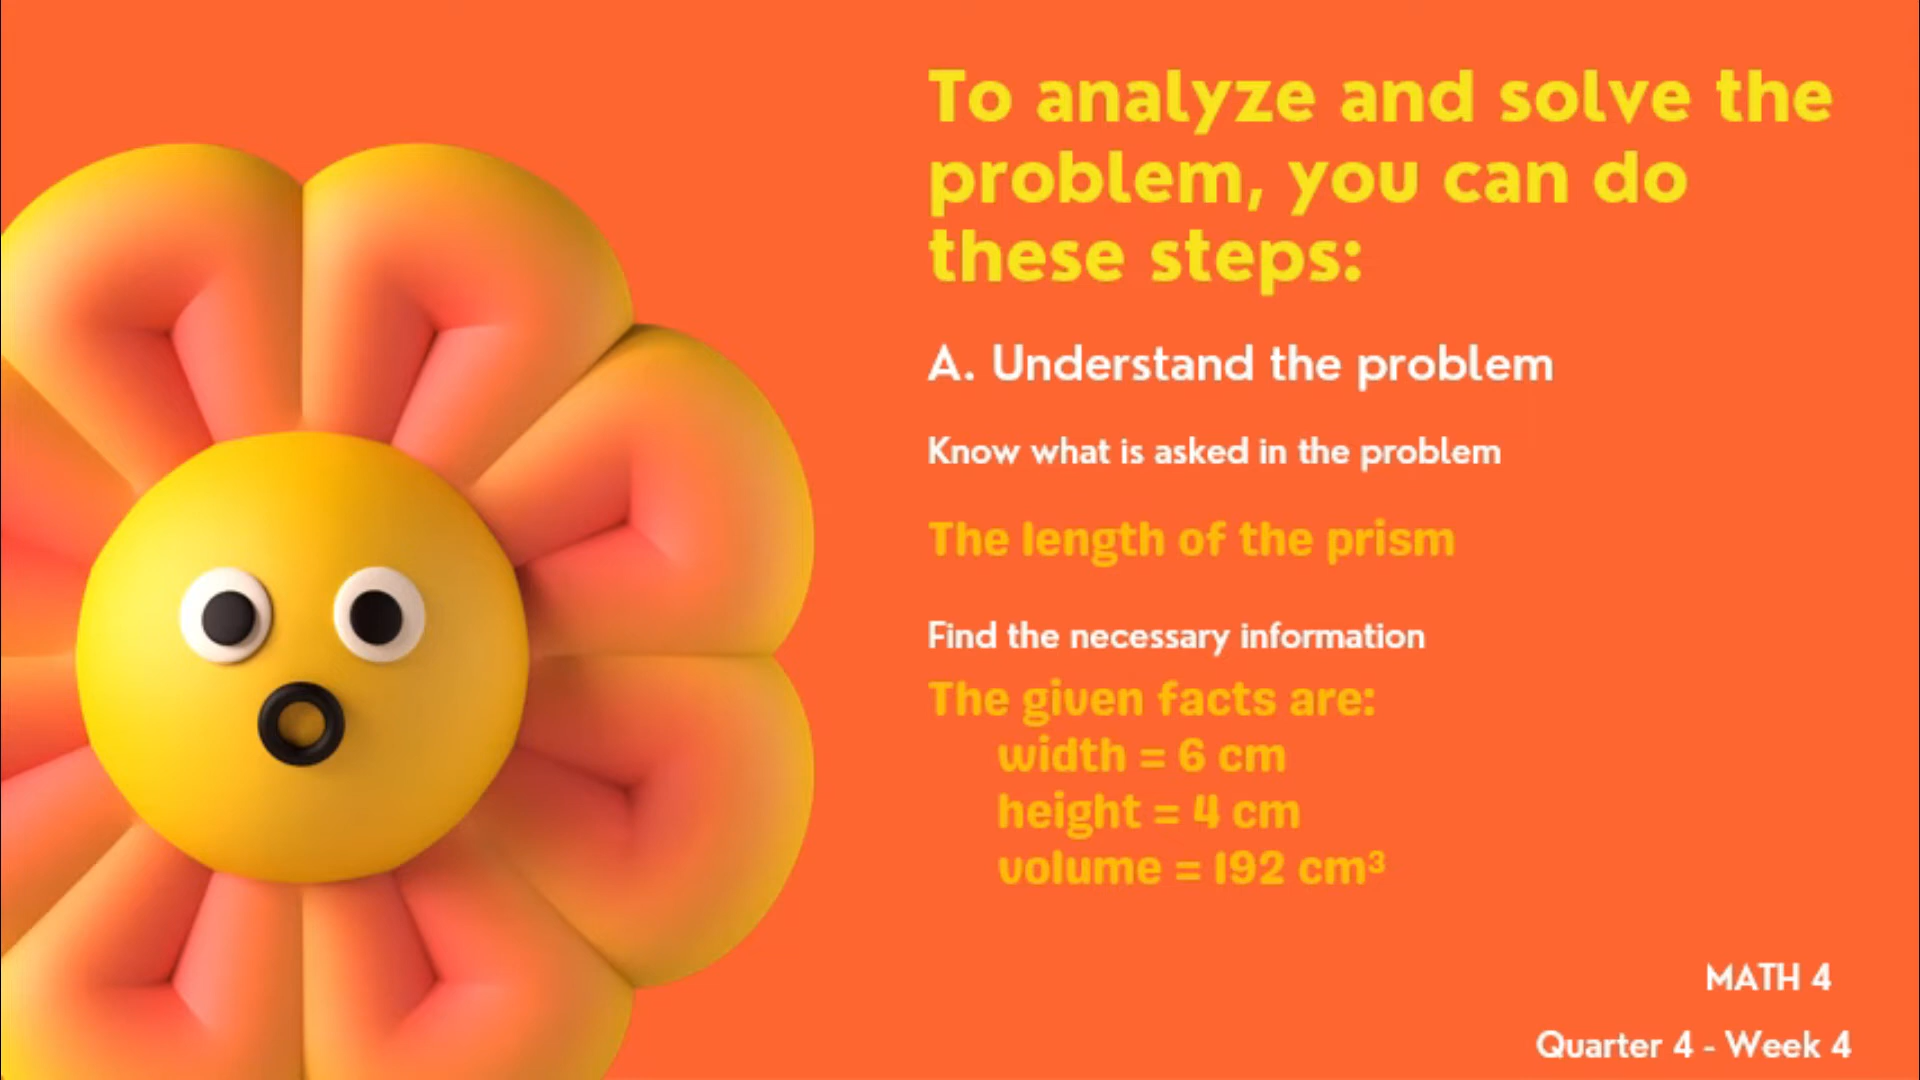 To analyze and solve the
problem, you can do
these steps:
A. Understand the problem
Know what is asked in the problem
The length of the prism
Find the necessary information
The given facts are:
width = 6 cm
height = 4 cm
volume = 192 cm³
MATH 4
Quarter 4 - Week 4